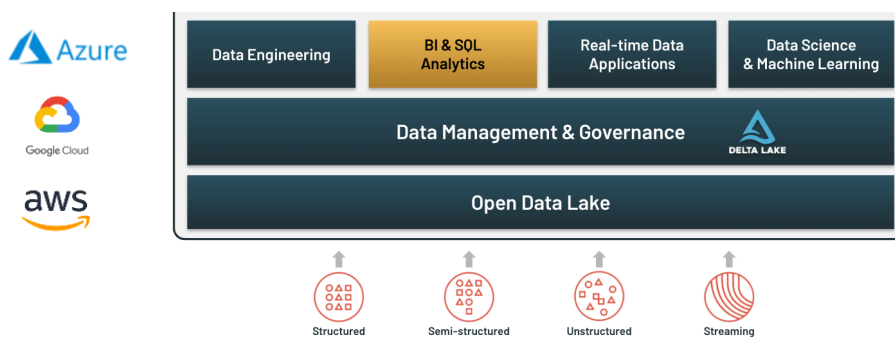 Azure
Data Engineering
BI & SQL
Analytics
Real-time Data
Applications
Data Science
& Machine Learning
Google Cloud
Data Management & Governance
DELTA LAKE
aws
Open Data Lake
Structured
Semi-structured
Unstructured
Streaming